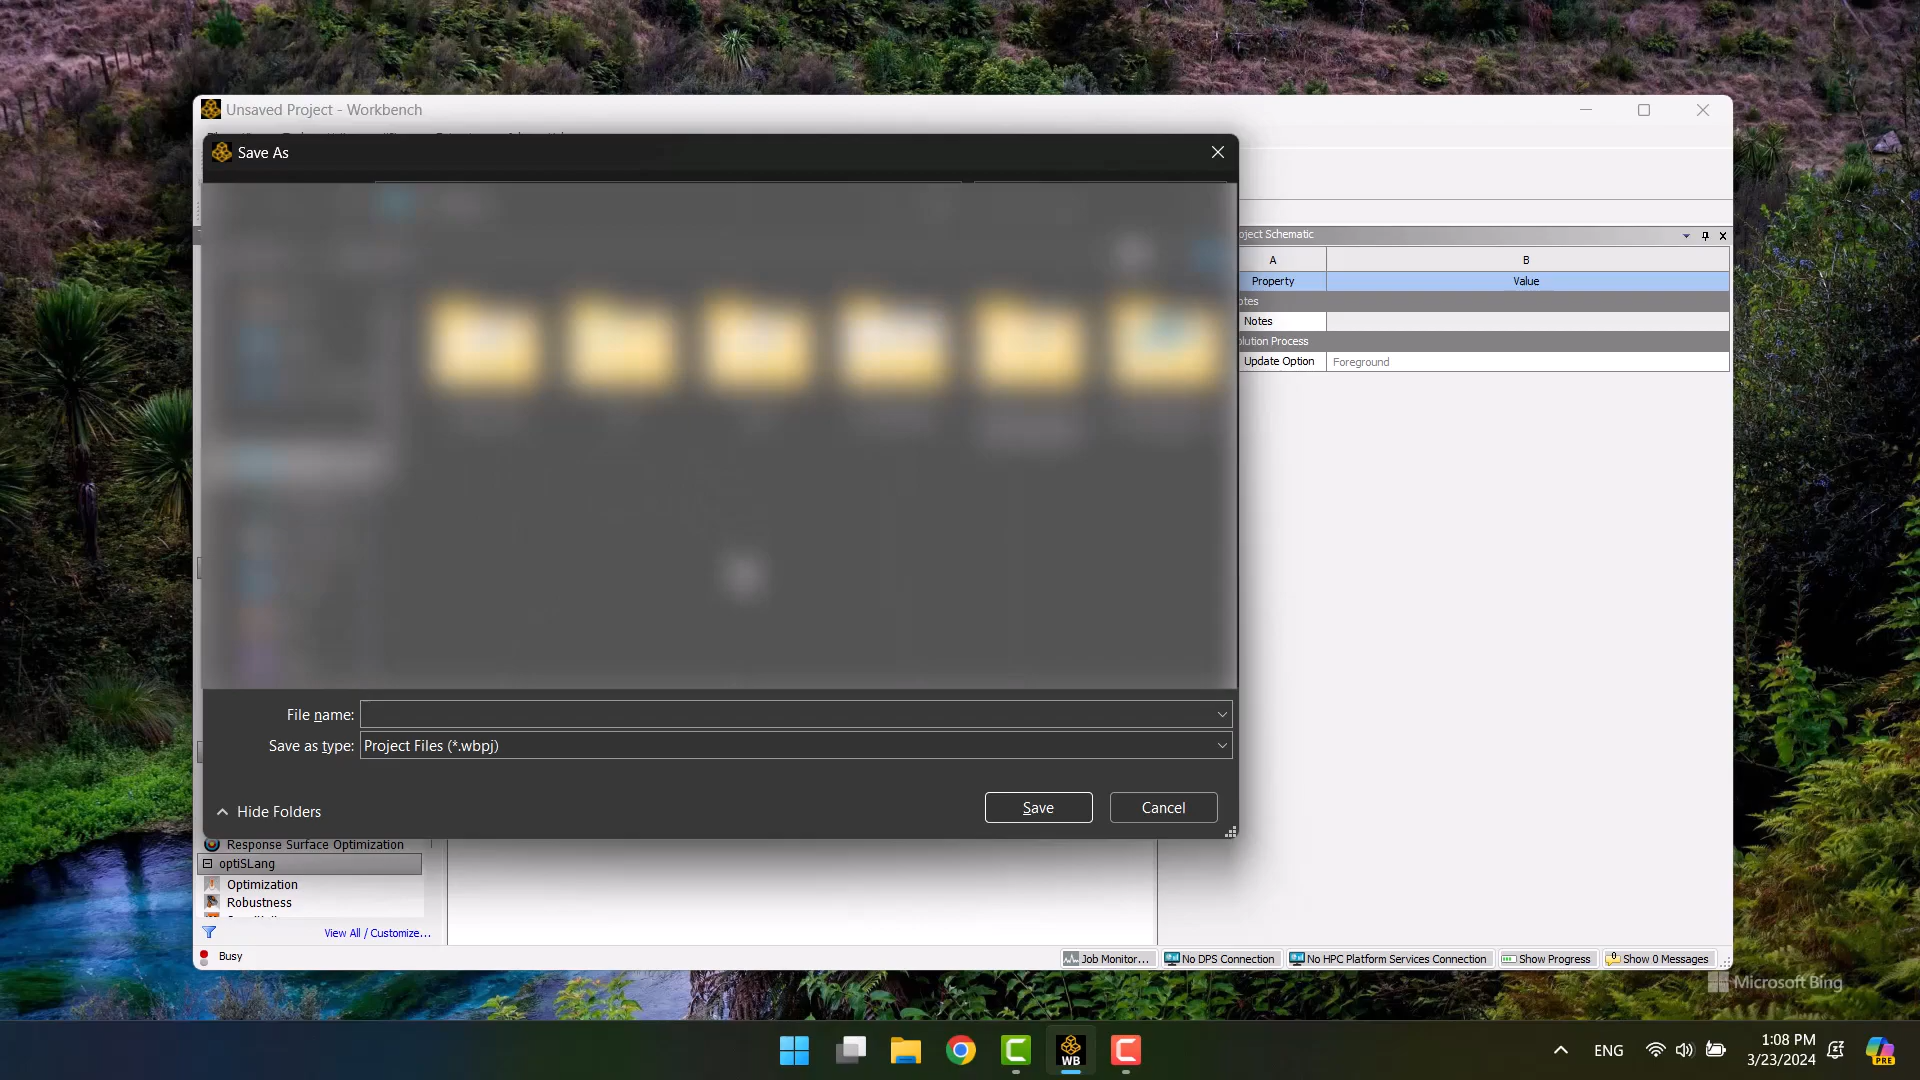 Unsaved Project - Workbench
Save As
oject Schematic
A
B
Property
Value
otes
Notes
olution Process
Update Option
Foreground
File name:
Save as type:
Project Files (*.wbpj)
Save
Cancel
Hide Folders
Response Surface Optimization
optiSLang
Optimization
Robustness
View All / Customize...
Busy
Job Monitor...
No DPS Connection
No HPC Platform Services Connection
Show Progress
Show 0 Messages
Microsoft Bing
WB
ENG
1:08 PM
3/23/2024
PRE